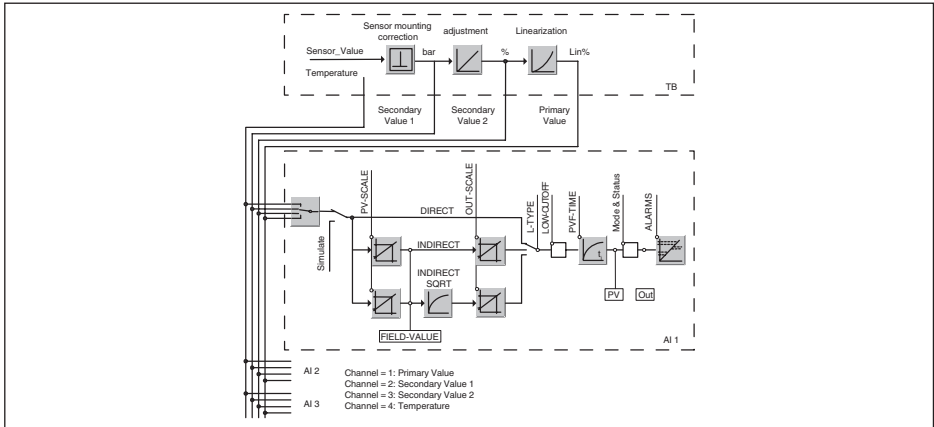 Sensor mounting
correction
adjustment
Linearization
Sensor_Value
bar
%
Lin%
Temperature
TB
Secondary
Value 1
Secondary
Value 2
Primary
Value
PV-SCALE
OUT-SCALE
L-TYPE
LOW-CUTOFF
PVF-TIME
Mode & Status
ALARMS
DIRECT
Simulate
INDIRECT
INDIRECT
SQRT
t
PV
Out
FIELD-VALUE
AI 1
AI 2
AI 3
Channel = 1: Primary Value
Channel = 2: Secondary Value 1
Channel = 3: Secondary Value 2
Channel = 4: Temperature